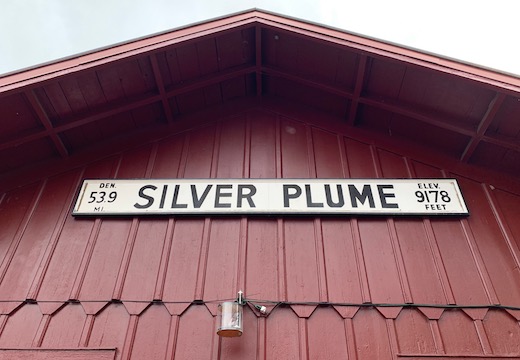 DEN.
53.9
MI
SILVER PLUME
ELEV.
9178
FEET